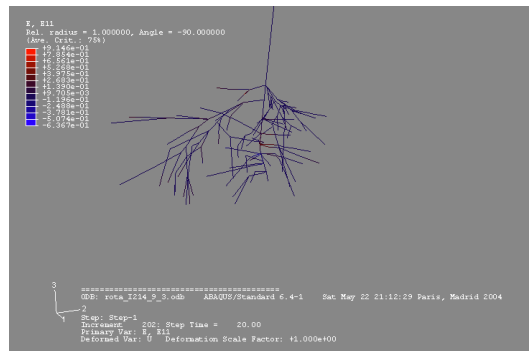 E, E11
Rel. radius = 1.000000, Angle = -90.000000
(Ave. Crit.: 75%)
+9.146e-01
+7.854e-01
+6.561e-01
+5.268e-01
+3.975e-01
+2.683e-01
+1.390e-01
+9.705e-03
-1.196e-01
-2.488e-01
-3.781e-01
-5.074e-01
-6.367e-01
3
2
1
ODB: rota_I214_9_3.odb ABAQUS/Standard 6.4-1 Sat May 22 21:12:29 Paris, Madrid 2004
Step: Step-1
Increment 202: Step Time = 20.00
Primary Var: E, E11
Deformed Var: U Deformation Scale Factor: +1.000e+00